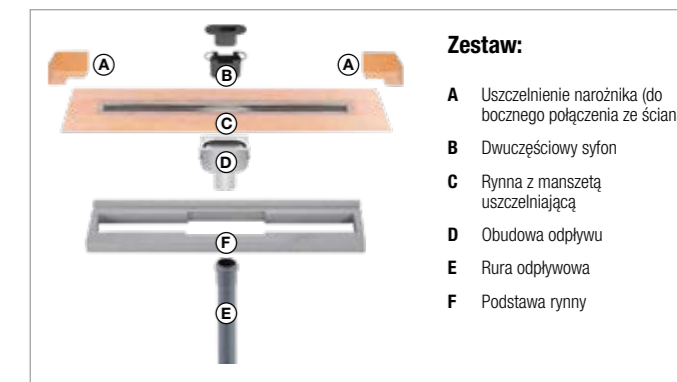 Zestaw:
A
A
B
C
D
F
E
A Uszczelnienie narożnika (do
bocznego połączenia ze ścian
B Dwuczęściowy syfon
C Rynna z manszetą
uszczelniającą
D Obudowa odpływu
E Rura odpływowa
F Podstawa rynny